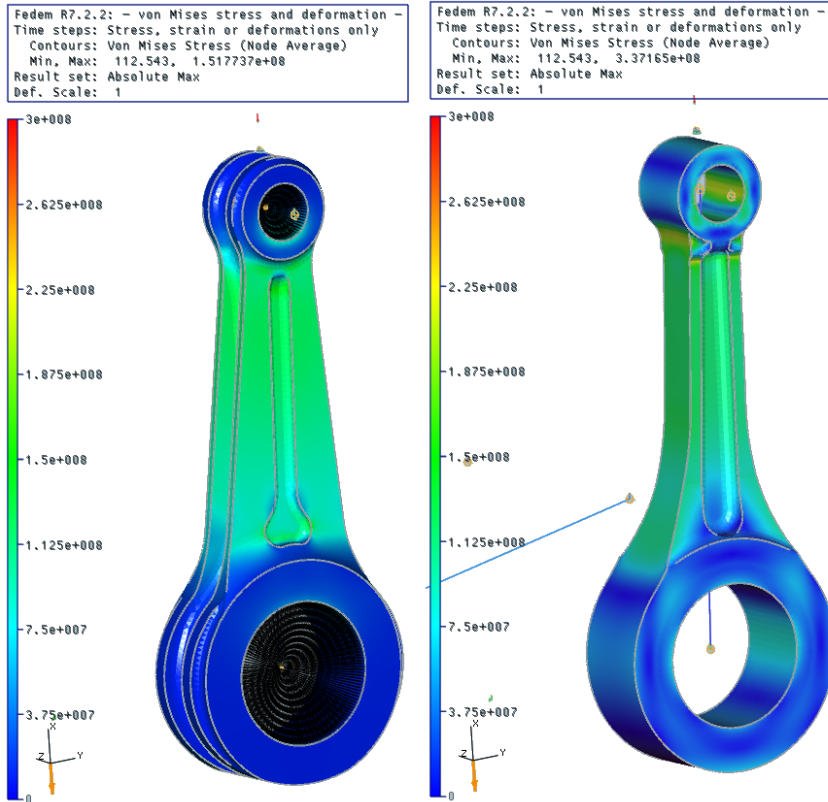 Fedem R7.2.2: - von Mises stress and deformation -
Time steps: Stress, strain or deformations only
Contours: Von Mises Stress (Node Average)
Min, Max: 112.543, 1.517737e+08
Result set: Absolute Max
Def. Scale: 1
3e+008
2.625e+008
2.25e+008
1.875e+008
1.5e+008
1.125e+008
7.5e+007
3.75e+007
0
X
Z
Y
Fedem R7.2.2: - von Mises stress and deformation -
Time steps: Stress, strain or deformations only
Contours: Von Mises Stress (Node Average)
Min, Max: 112.543, 3.37165e+08
Result set: Absolute Max
Def. Scale: 1
3e+008
2.625e+008
2.25e+008
1.875e+008
1.5e+008
1.125e+008
7.5e+007
3.75e+007
0
X
Z
Y